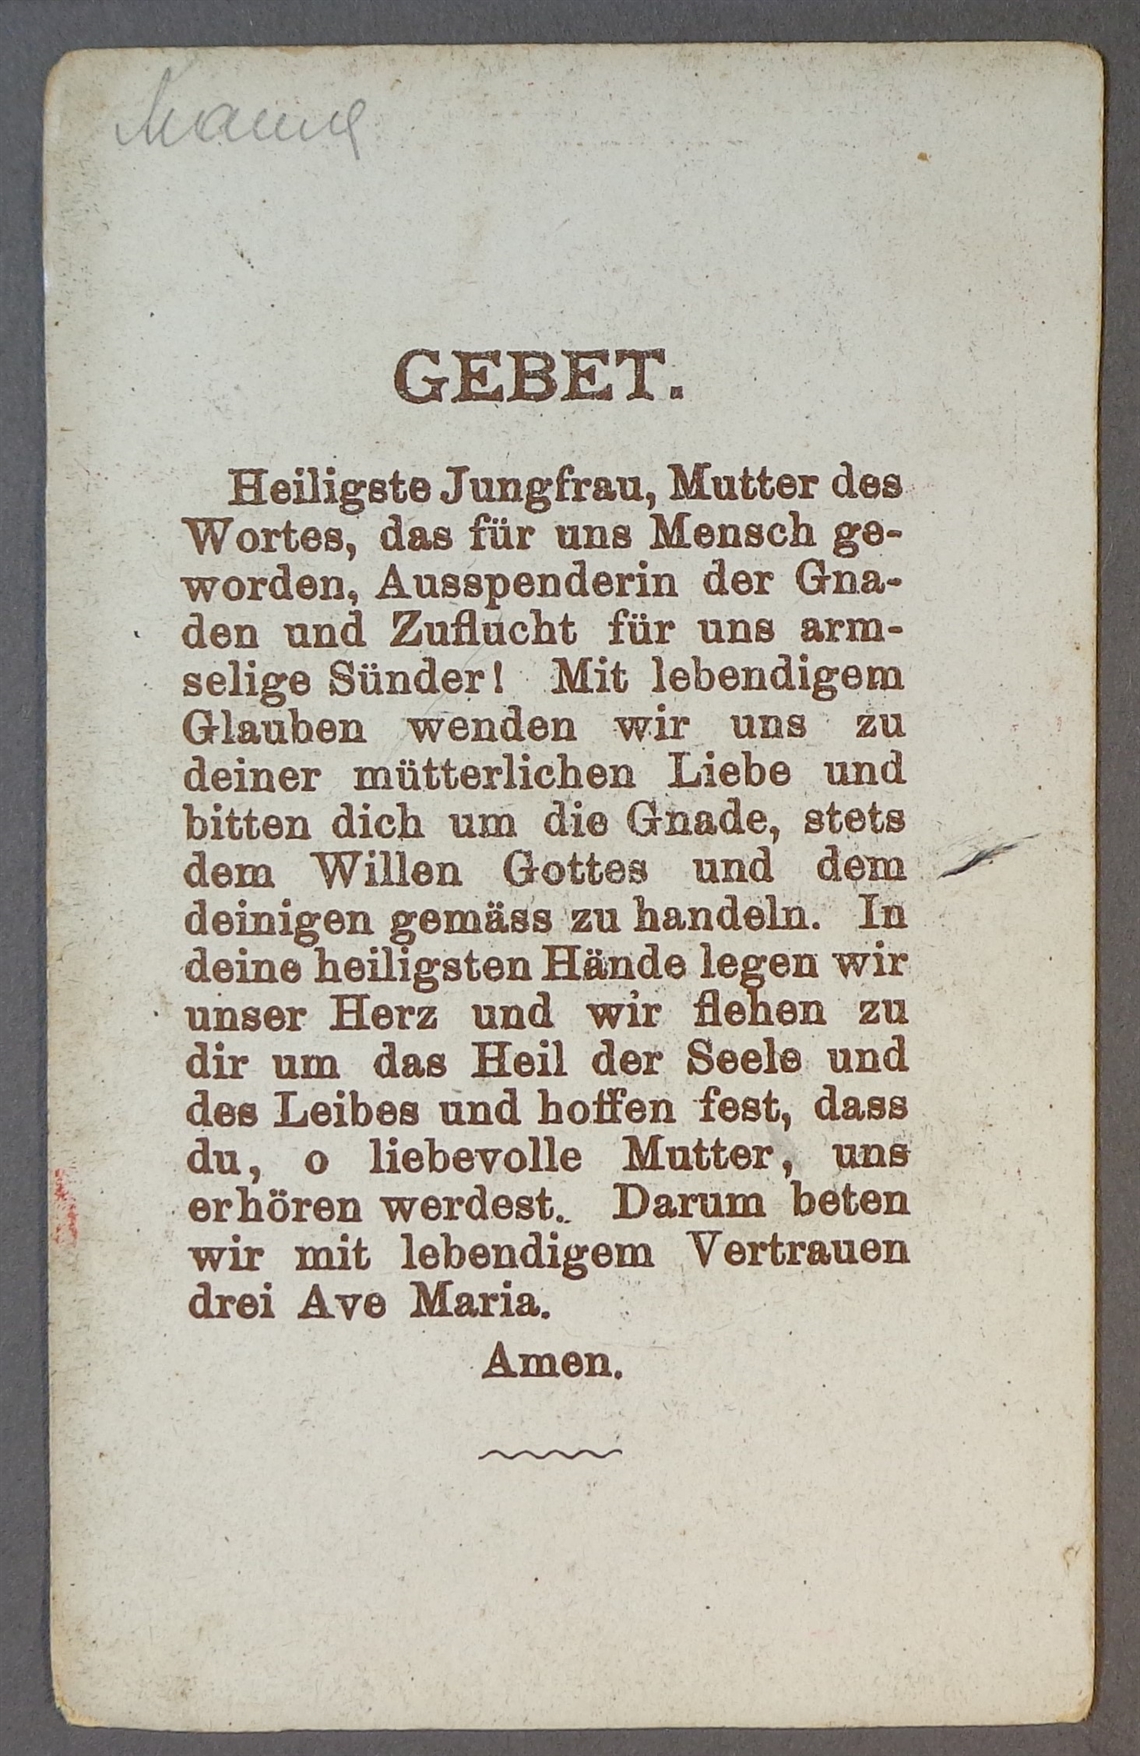 GEBET.
Heiligste Jungfrau, Mutter des
Wortes, das für uns Mensch ge-
worden, Ausspenderin der Gna-
den und Zuflucht für uns arm-
selige Sünder! Mit lebendigem
Glauben wenden wir uns zu
deiner mütterlichen Liebe und
bitten dich um die Gnade, stets
dem Willen Gottes und dem
deinigen gemäss zu handeln. In
deine heiligsten Hände legen wir
unser Herz und wir flehen zu
dir um das Heil der Seele und
des Leibes und hoffen fest, dass
du, o liebevolle Mutter, uns
erhören werdest. Darum beten
wir mit lebendigem Vertrauen
drei Ave Maria.
Amen.